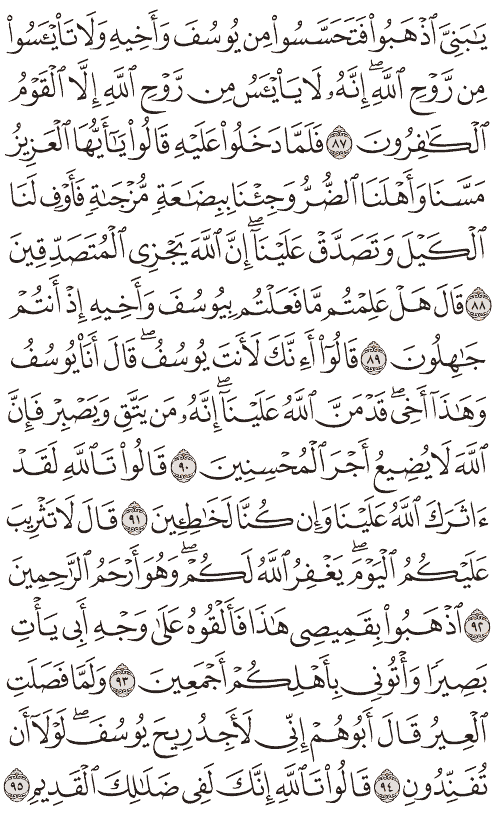 يَـٰبَنِىَّ ٱذْهَبُوا۟ فَتَحَسَّسُوا۟ مِن يُوسُفَ وَأَخِيهِ وَلَا تَا۟يْـَٔسُوا۟
مِن رَّوْحِ ٱللَّهِ ۖ إِنَّهُۥ لَا يَا۟يْـَٔسُ مِن رَّوْحِ ٱللَّهِ إِلَّا ٱلْقَوْمُ
ٱلْكَـٰفِرُونَ ٨٧ فَلَمَّا دَخَلُوا۟ عَلَيْهِ قَالُوا۟ يَـٰٓأَيُّهَا ٱلْعَزِيزُ
مَسَّنَا وَأَهْلَنَا ٱلضُّرُّ وَجِئْنَا بِبِضَـٰعَةٍ مُّزْجَىٰةٍ فَأَوْفِ لَنَا
ٱلْكَيْلَ وَتَصَدَّقْ عَلَيْنَآ ۖ إِنَّ ٱللَّهَ يَجْزِى ٱلْمُتَصَدِّقِينَ
٨٨ قَالَ هَلْ عَلِمْتُم مَّا فَعَلْتُم بِيُوسُفَ وَأَخِيهِ إِذْ أَنتُمْ
جَـٰهِلُونَ ٨٩ قَالُوٓا۟ أَءِنَّكَ لَأَنتَ يُوسُفُ ۖ قَالَ أَنَا۠ يُوسُفُ
وَهَـٰذَآ أَخِى ۖ قَدْ مَنَّ ٱللَّهُ عَلَيْنَآ ۖ إِنَّهُۥ مَن يَتَّقِ وَيَصْبِرْ فَإِنَّ
ٱللَّهَ لَا يُضِيعُ أَجْرَ ٱلْمُحْسِنِينَ ٩٠ قَالُوا۟ تَٱللَّهِ لَقَدْ
ءَاثَرَكَ ٱللَّهُ عَلَيْنَا وَإِن كُنَّا لَخَـٰطِـِٔينَ ٩١ قَالَ لَا تَثْرِيبَ
عَلَيْكُمُ ٱلْيَوْمَ ۖ يَغْفِرُ ٱللَّهُ لَكُمْ ۖ وَهُوَ أَرْحَمُ ٱلرَّٰحِمِينَ
٩٢ ٱذْهَبُوا۟ بِقَمِيصِى هَـٰذَا فَأَلْقُوهُ عَلَىٰ وَجْهِ أَبِى يَأْتِ
بَصِيرًا وَأْتُونِى بِأَهْلِكُمْ أَجْمَعِينَ ٩٣ وَلَمَّا فَصَلَتِ
ٱلْعِيرُ قَالَ أَبُوهُمْ إِنِّى لَأَجِدُ رِيحَ يُوسُفَ ۖ لَوْلَآ أَن
تُفَنِّدُونِ ٩٤ قَالُوا۟ تَٱللَّهِ إِنَّكَ لَفِى ضَلَـٰلِكَ ٱلْقَدِيمِ ٩٥